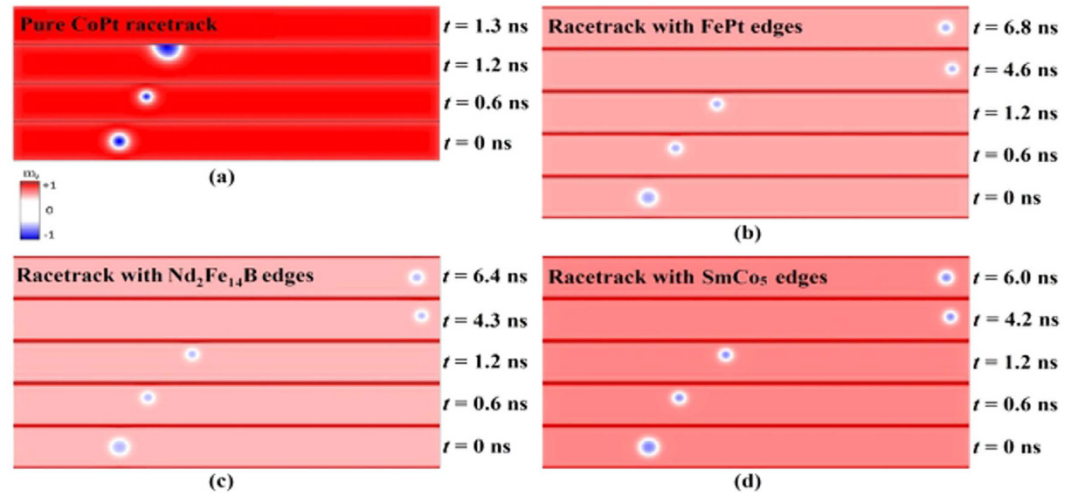 Pure CoPt racetrack
t = 1.3 ns
t = 1.2 ns
t = 0.6 ns
t = 0 ns
(a)
m_z
+1
0
-1
Racetrack with FePt edges
t = 6.8 ns
t = 4.6 ns
t = 1.2 ns
t = 0.6 ns
t = 0 ns
(b)
Racetrack with Nd₂Fe₁₄B edges
t = 6.4 ns
t = 4.3 ns
t = 1.2 ns
t = 0.6 ns
t = 0 ns
(c)
Racetrack with SmCo₅ edges
t = 6.0 ns
t = 4.2 ns
t = 1.2 ns
t = 0.6 ns
t = 0 ns
(d)